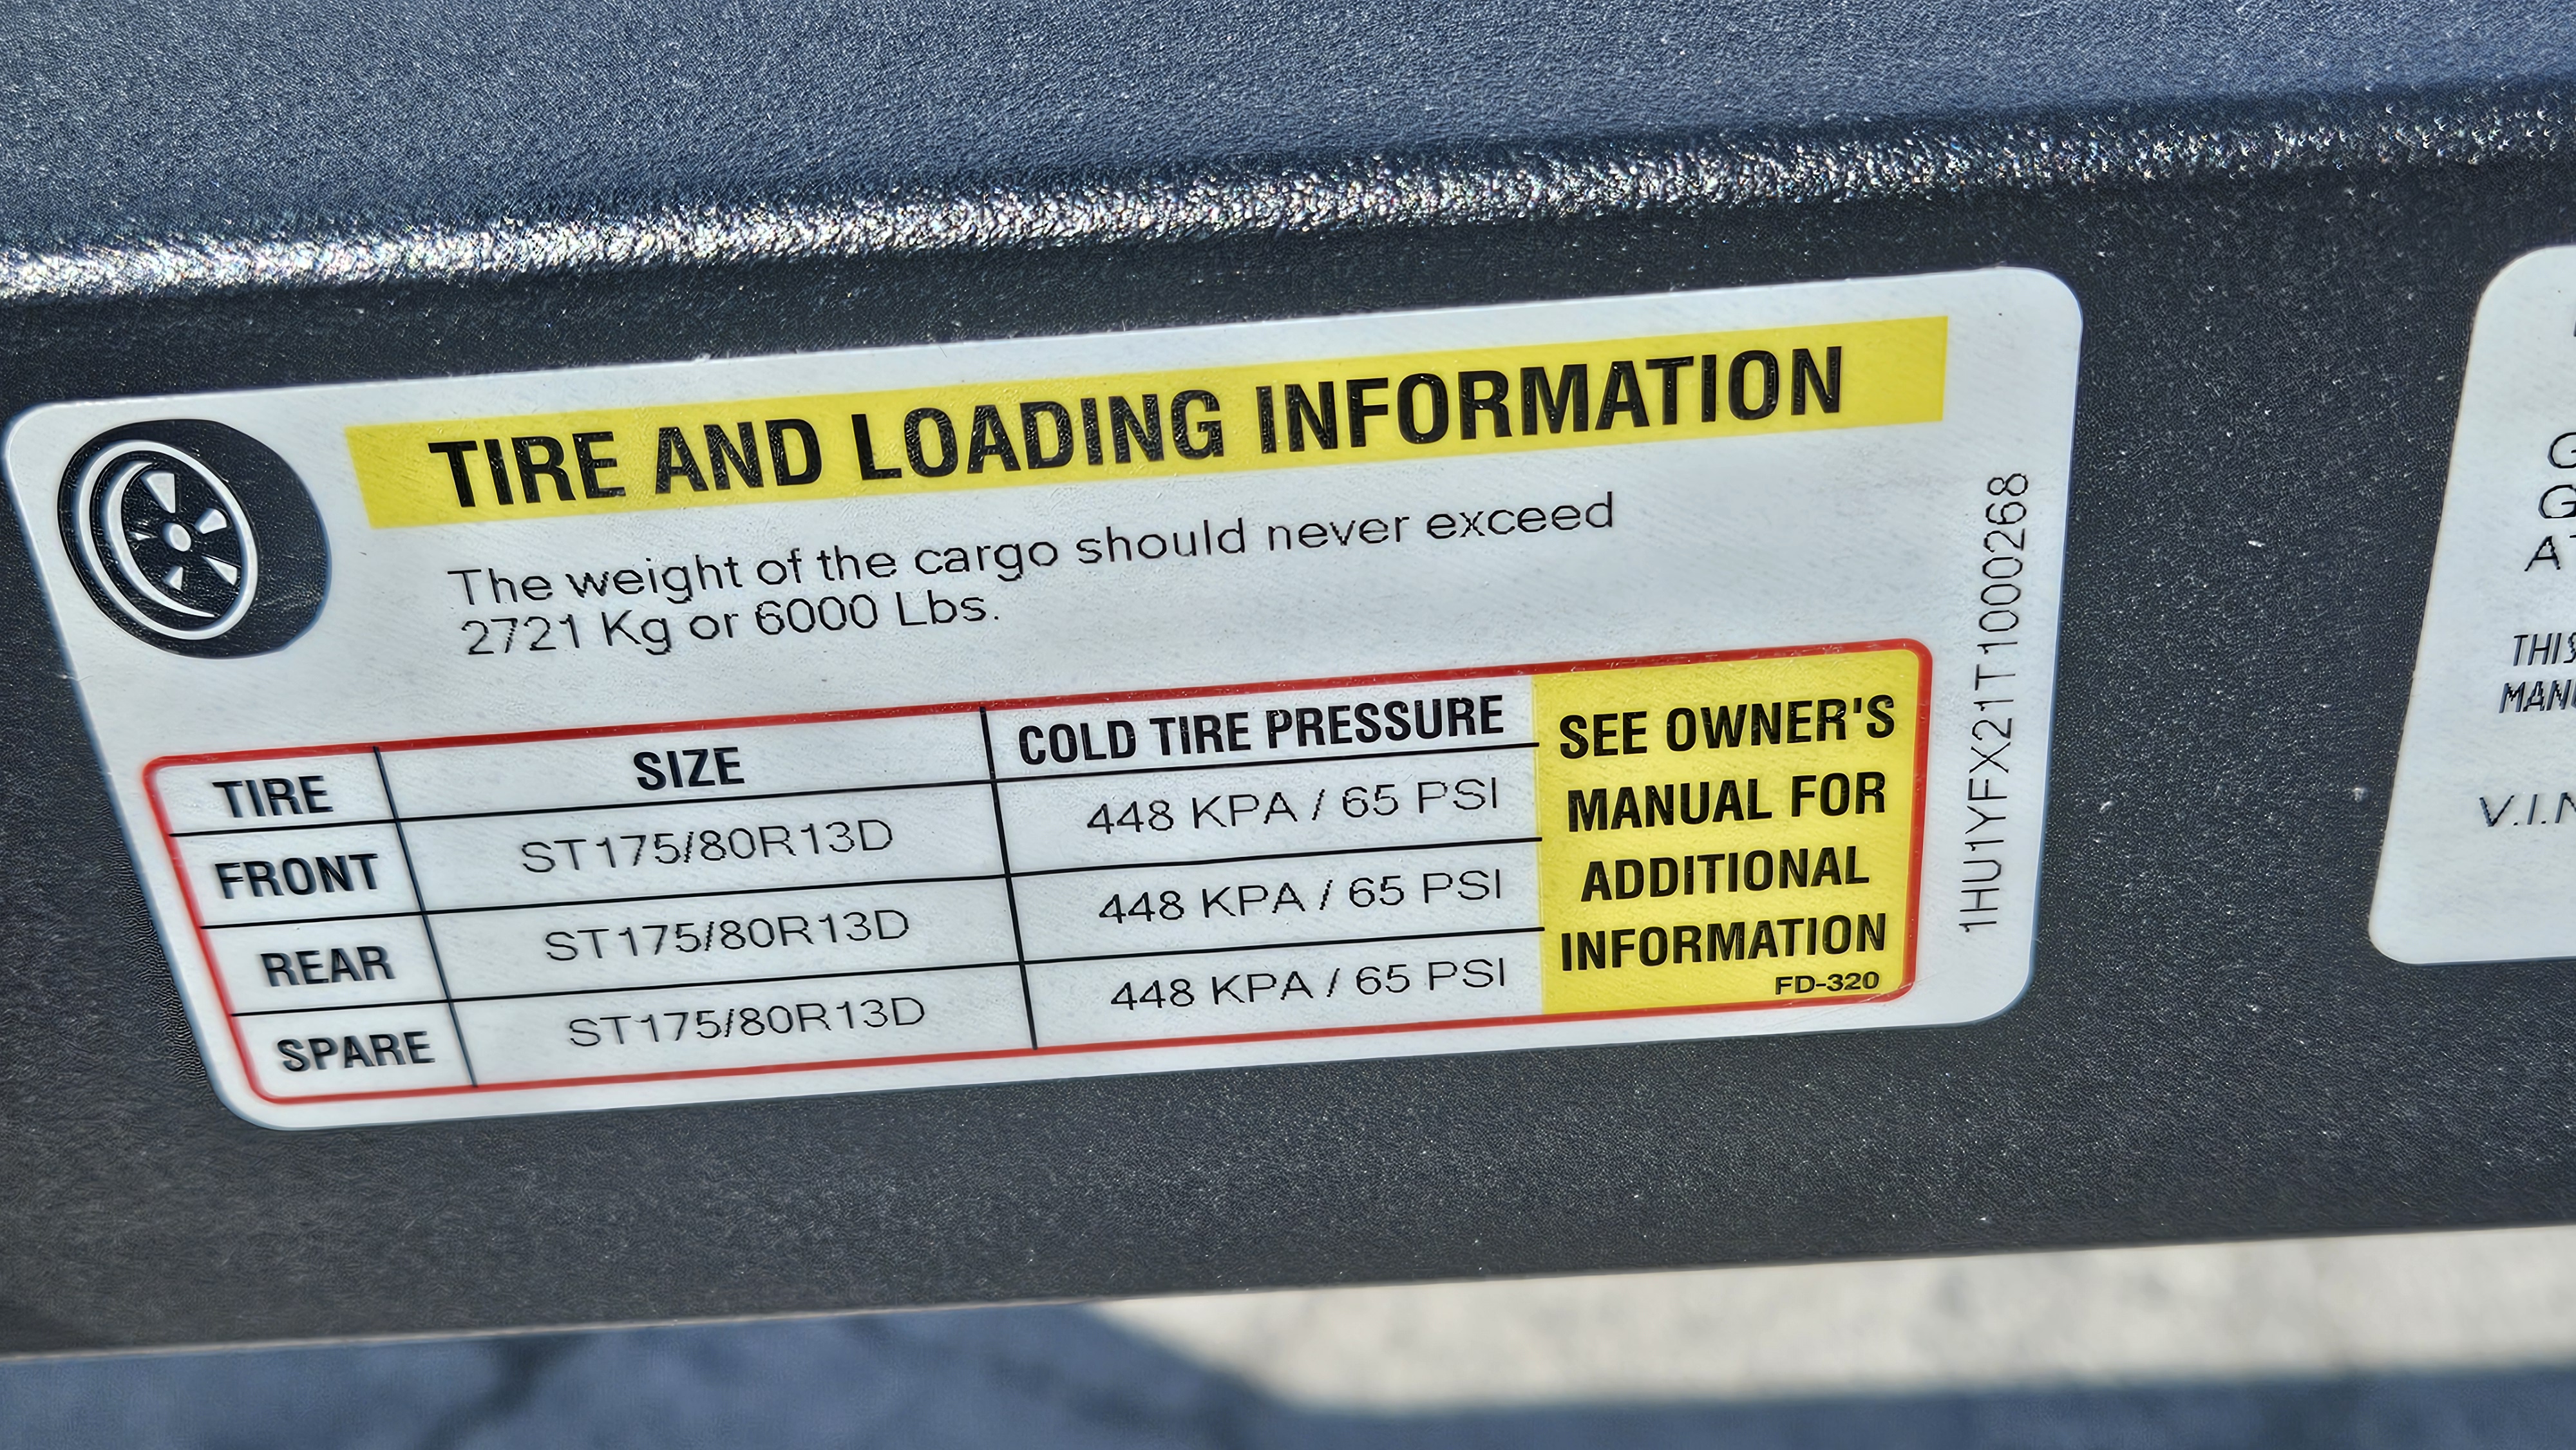 TIRE AND LOADING INFORMATION
The weight of the cargo should never exceed
2721 Kg or 6000 Lbs.
TIRE SIZE COLD TIRE PRESSURE
FRONT ST175/80R13D 448 KPA / 65 PSI
REAR ST175/80R13D 448 KPA / 65 PSI
SPARE ST175/80R13D 448 KPA / 65 PSI
SEE OWNER'S
MANUAL FOR
ADDITIONAL
INFORMATION
FD-320
1HU1YFX21T1000268
THIS